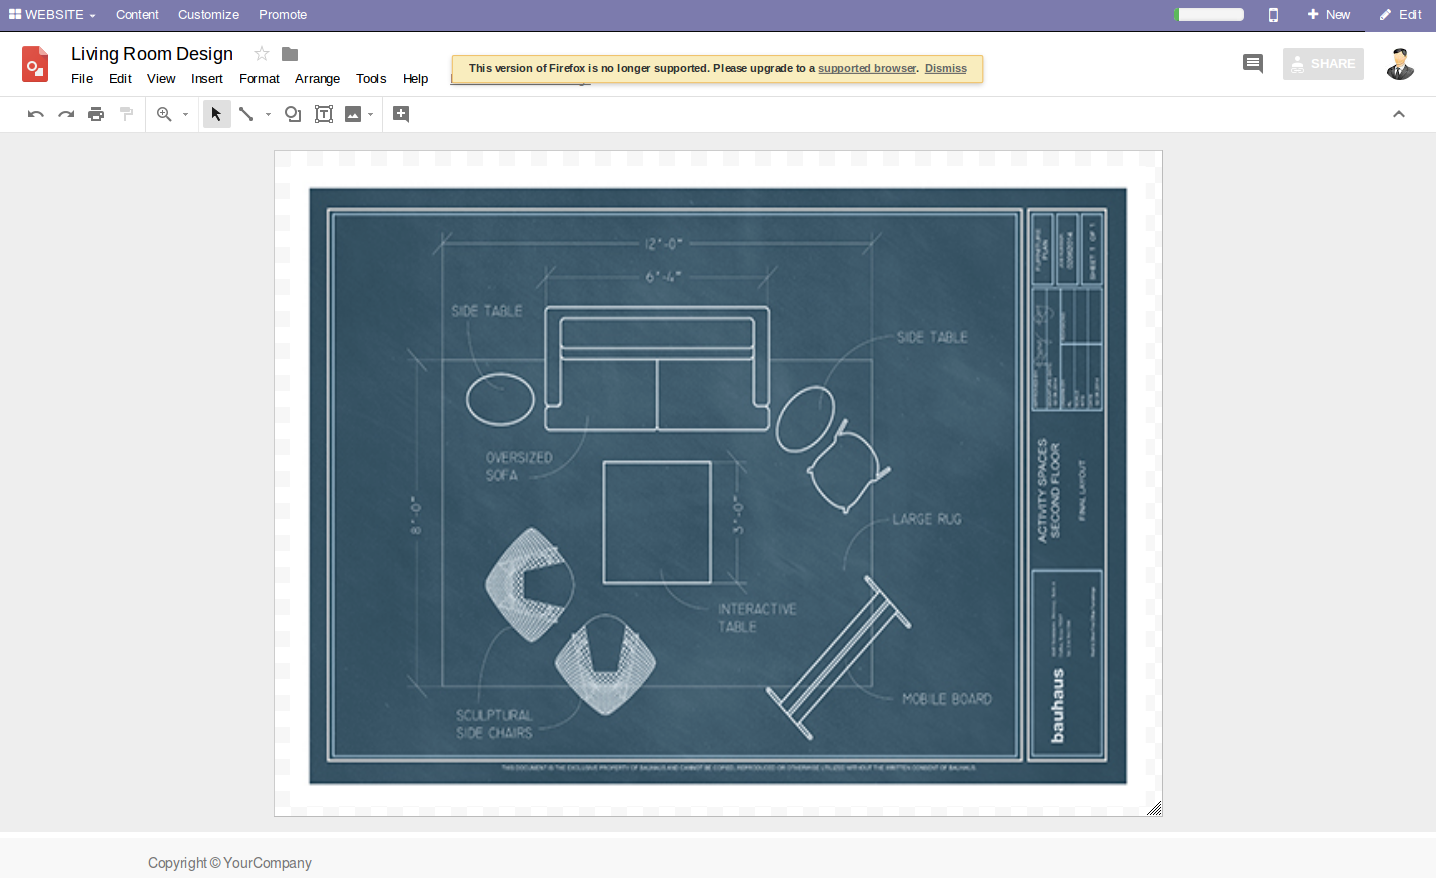 WEBSITE Content Customize Promote New Edit
Living Room Design
SHARE
File Edit View Insert Format Arrange Tools Help
This version of Firefox is no longer supported. Please upgrade to a supported browser. Dismiss
12'-0"
6'-4"
SIDE TABLE
SIDE TABLE
OVERSIZED
SOFA
8'-0"
3'-0"
LARGE RUG
INTERACTIVE
TABLE
MOBILE BOARD
SCULPTURAL
SIDE CHAIRS
FURNITURE
PLAN
SHEET 1 OF 1
ACTIVITY SPACES
SECOND FLOOR
FINAL LAYOUT
bauhaus
THIS DOCUMENT IS THE EXCLUSIVE PROPERTY OF BAUHAUS AND CANNOT BE COPIED, REPRODUCED OR OTHERWISE UTILIZED WITHOUT THE WRITTEN CONSENT OF BAUHAUS.
Copyright © YourCompany